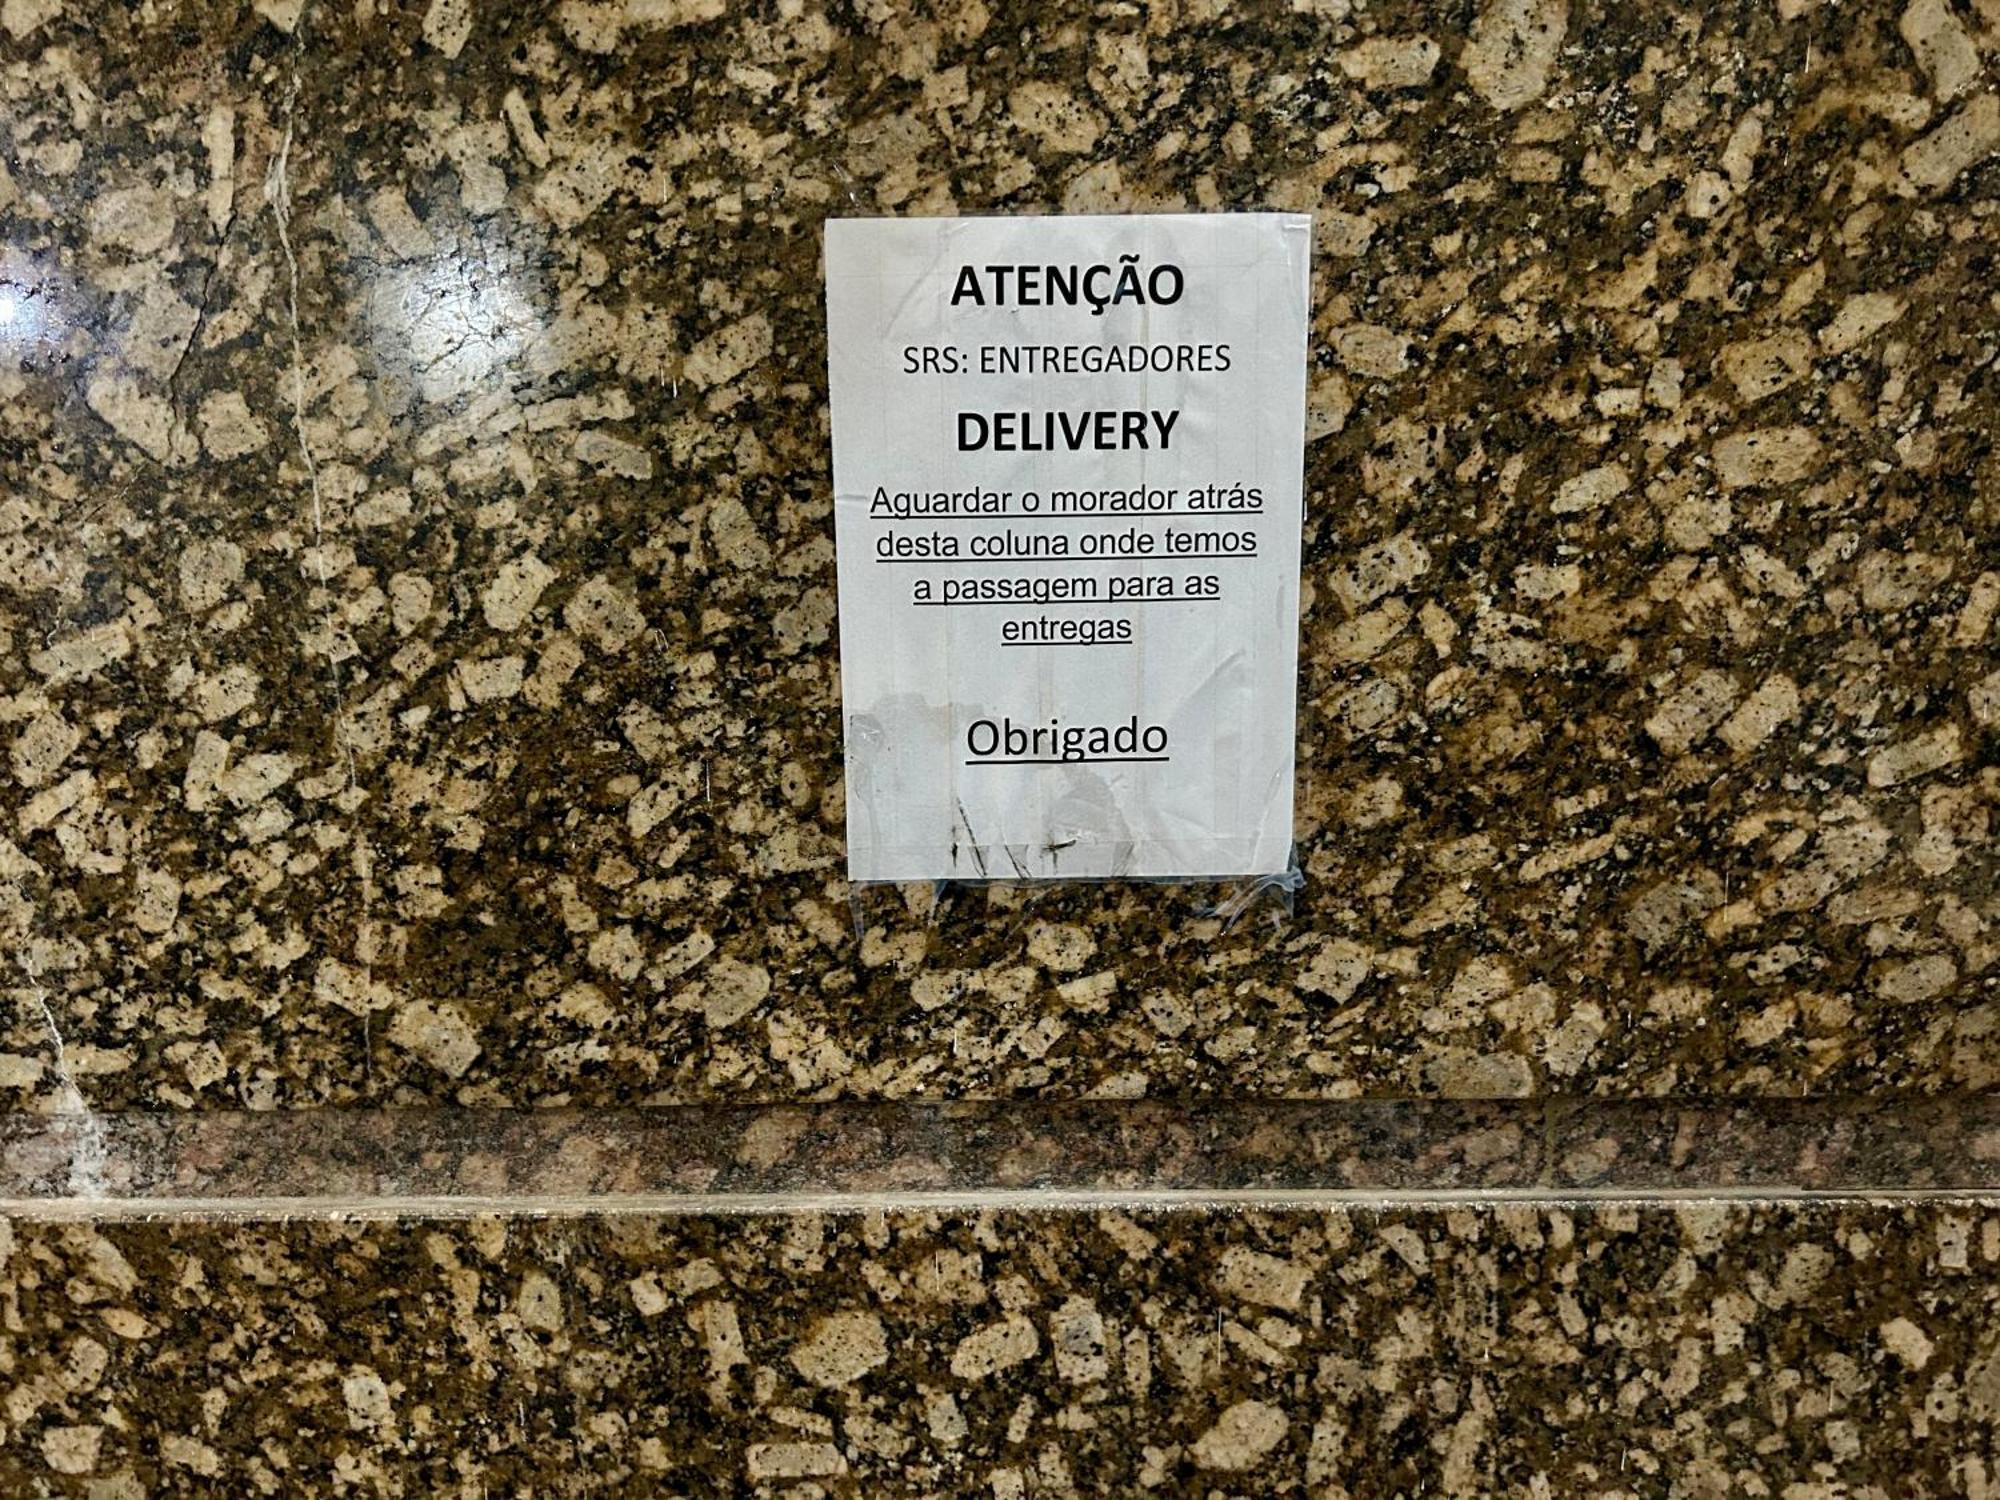 ATENÇÃO
SRS: ENTREGADORES
DELIVERY
Aguardar o morador atrás
desta coluna onde temos
a passagem para as
entregas
Obrigado